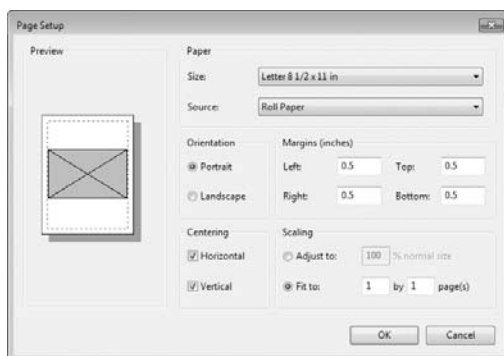 Page Setup
Preview
Paper
Size: Letter 8 1/2 x 11 in
Source: Roll Paper
Orientation
Portrait
Landscape
Margins (inches)
Left: 0.5 Top: 0.5
Right: 0.5 Bottom: 0.5
Centering
Horizontal
Vertical
Scaling
Adjust to: 100 % normal size
Fit to: 1 by 1 page(s)
OK Cancel